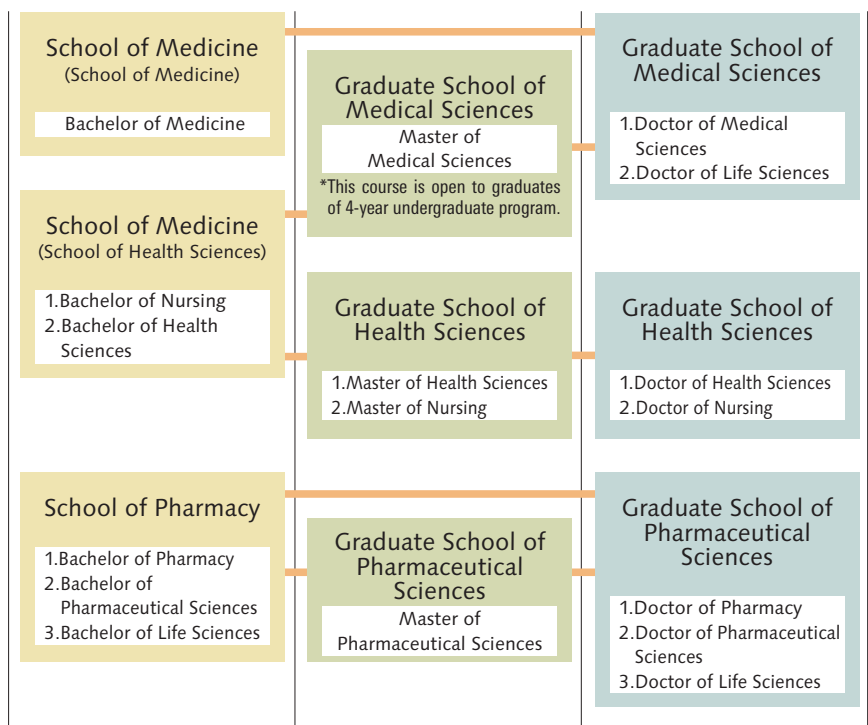 School of Medicine
(School of Medicine)
Bachelor of Medicine
School of Medicine
(School of Health Sciences)
1.Bachelor of Nursing
2.Bachelor of Health
Sciences
School of Pharmacy
1.Bachelor of Pharmacy
2.Bachelor of
Pharmaceutical Sciences
3.Bachelor of Life Sciences
Graduate School of
Medical Sciences
Master of
Medical Sciences
*This course is open to graduates
of 4-year undergraduate program.
Graduate School of
Health Sciences
1.Master of Health Sciences
2.Master of Nursing
Graduate School of
Pharmaceutical
Sciences
Master of
Pharmaceutical Sciences
Graduate School of
Medical Sciences
1.Doctor of Medical
Sciences
2.Doctor of Life Sciences
Graduate School of
Health Sciences
1.Doctor of Health Sciences
2.Doctor of Nursing
Graduate School of
Pharmaceutical
Sciences
1.Doctor of Pharmacy
2.Doctor of Pharmaceutical
Sciences
3.Doctor of Life Sciences